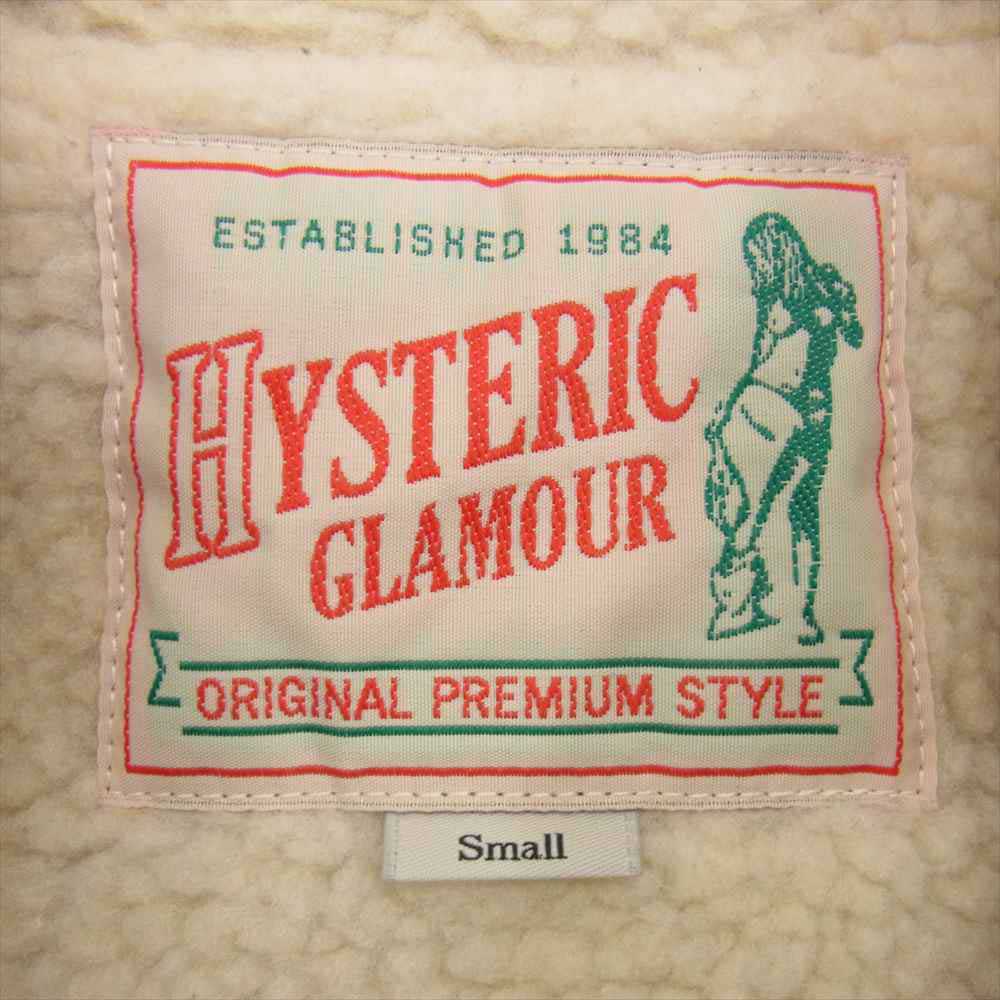 ESTABLISHED 1984
HYSTERIC
GLAMOUR
ORIGINAL PREMIUM STYLE
Small